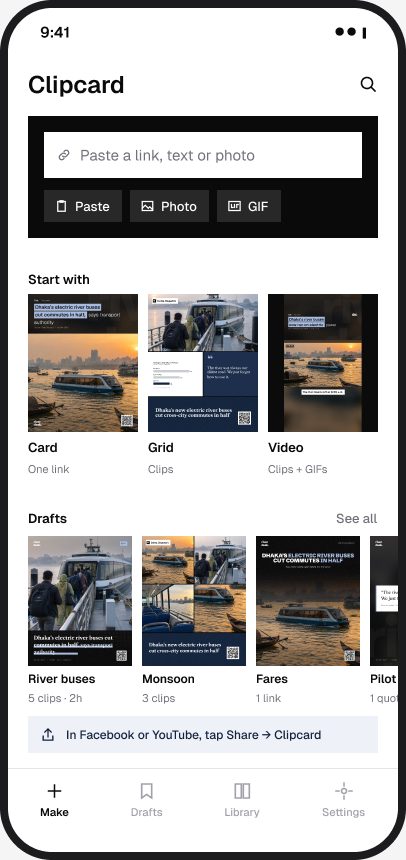 9:41
Clipcard
Paste a link, text or photo
Paste
Photo
GIF
Start with
Dhaka's electric river buses
cut commutes in half, says transport
authority
Dhaka's new electric river buses
cut cross-city commutes in half
Card
One link
Grid
Clips
Video
Clips + GIFs
Drafts
See all
Dhaka's electric river buses cut
commutes in half, says transport
Dhaka's new electric river buses
cut cross-city commutes in half
DHAKA'S ELECTRIC RIVER BUSES
CUT COMMUTES IN HALF
River buses
5 clips · 2h
Monsoon
3 clips
Fares
1 link
Pilot
1 quot
In Facebook or YouTube, tap Share → Clipcard
Make
Drafts
Library
Settings